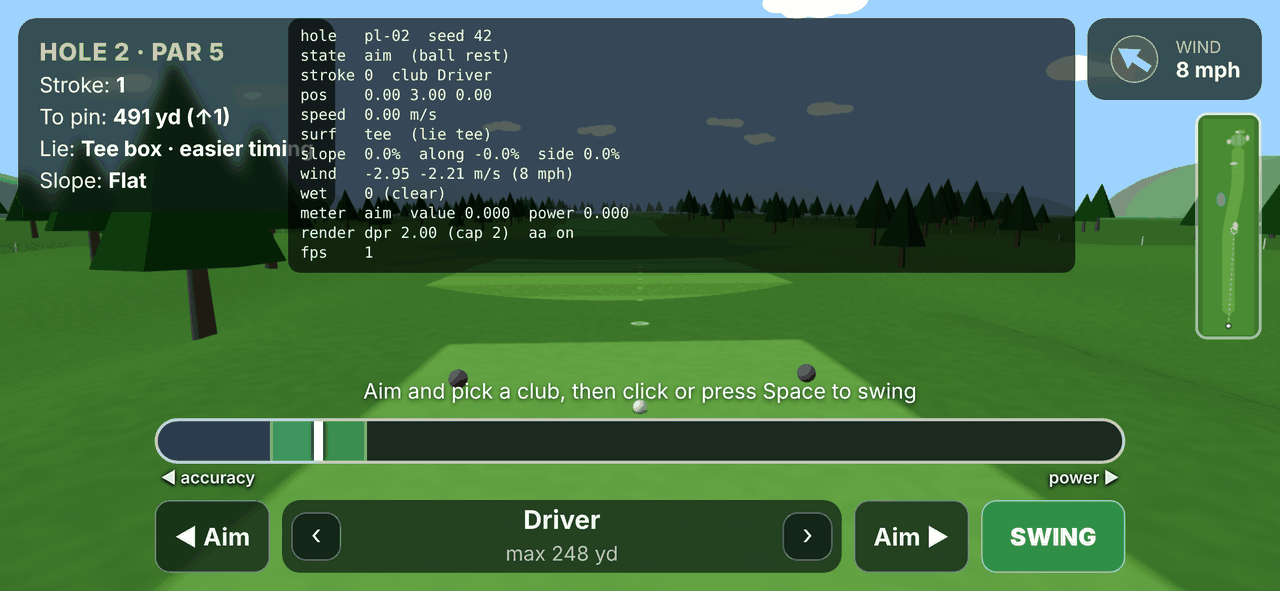 HOLE 2 · PAR 5
Stroke: 1
To pin: 491 yd (↑1)
Lie: Tee box · easier timing
Slope: Flat
hole pl-02 seed 42
state aim (ball rest)
stroke 0 club Driver
pos 0.00 3.00 0.00
speed 0.00 m/s
surf tee (lie tee)
slope 0.0% along -0.0% side 0.0%
wind -2.95 -2.21 m/s (8 mph)
wet 0 (clear)
meter aim value 0.000 power 0.000
render dpr 2.00 (cap 2) aa on
fps 1
WIND
8 mph
Aim and pick a club, then click or press Space to swing
◀ accuracy
power ▶
◀ Aim
‹
Driver
max 248 yd
›
Aim ▶
SWING